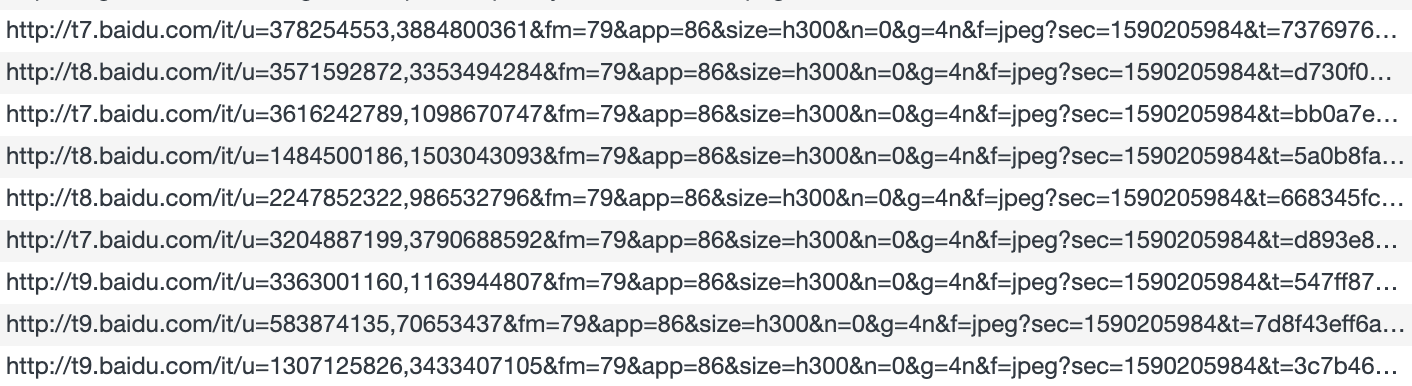 http://t7.baidu.com/it/u=378254553,3884800361&fm=79&app=86&size=h300&n=0&g=4n&f=jpeg?sec=1590205984&t=7376976...
http://t8.baidu.com/it/u=3571592872,3353494284&fm=79&app=86&size=h300&n=0&g=4n&f=jpeg?sec=1590205984&t=d730f0...
http://t7.baidu.com/it/u=3616242789,1098670747&fm=79&app=86&size=h300&n=0&g=4n&f=jpeg?sec=1590205984&t=bb0a7e...
http://t8.baidu.com/it/u=1484500186,1503043093&fm=79&app=86&size=h300&n=0&g=4n&f=jpeg?sec=1590205984&t=5a0b8fa...
http://t8.baidu.com/it/u=2247852322,986532796&fm=79&app=86&size=h300&n=0&g=4n&f=jpeg?sec=1590205984&t=668345fc...
http://t7.baidu.com/it/u=3204887199,3790688592&fm=79&app=86&size=h300&n=0&g=4n&f=jpeg?sec=1590205984&t=d893e8...
http://t9.baidu.com/it/u=3363001160,1163944807&fm=79&app=86&size=h300&n=0&g=4n&f=jpeg?sec=1590205984&t=547ff87...
http://t9.baidu.com/it/u=583874135,70653437&fm=79&app=86&size=h300&n=0&g=4n&f=jpeg?sec=1590205984&t=7d8f43eff6a...
http://t9.baidu.com/it/u=1307125826,3433407105&fm=79&app=86&size=h300&n=0&g=4n&f=jpeg?sec=1590205984&t=3c7b46...